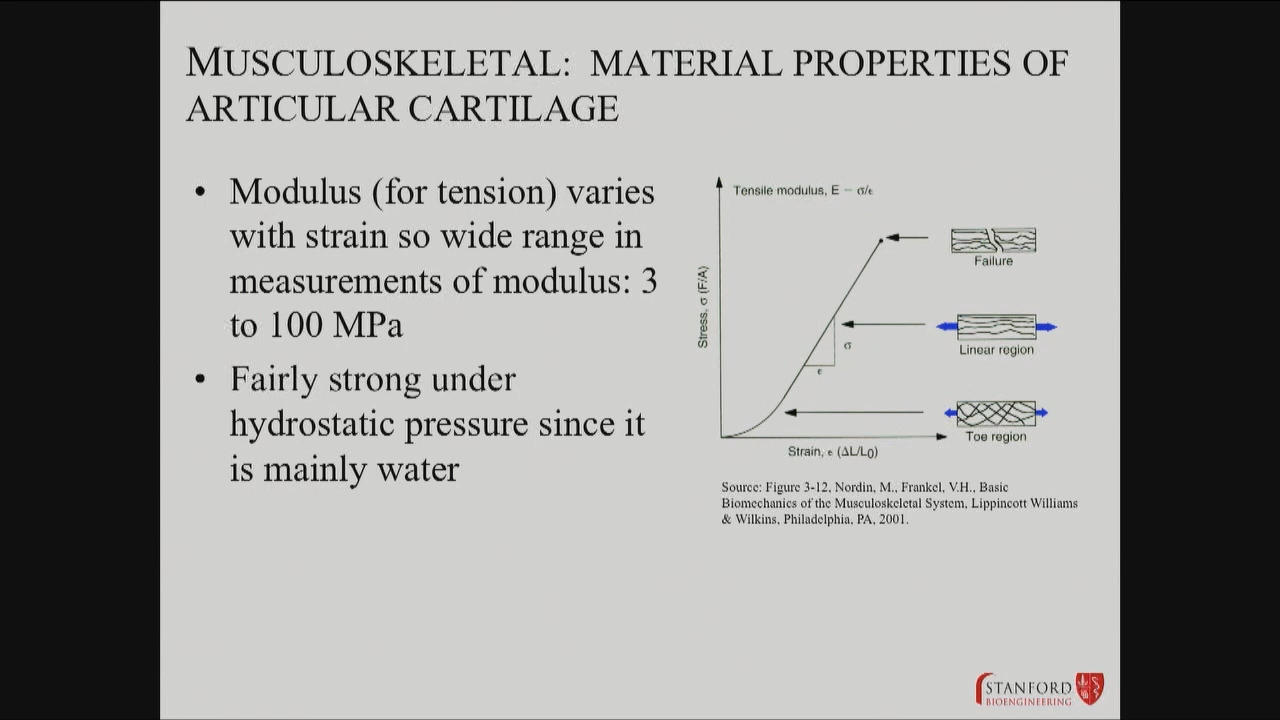 MUSCULOSKELETAL: MATERIAL PROPERTIES OF
ARTICULAR CARTILAGE
• Modulus (for tension) varies
with strain so wide range in
measurements of modulus: 3
to 100 MPa
• Fairly strong under
hydrostatic pressure since it
is mainly water
Tensile modulus, E = σ/ϵ
Stress, σ (F/A)
Failure
σ
ϵ
Linear region
Toe region
Strain, ϵ (ΔL/L0)
Source: Figure 3-12, Nordin, M., Frankel, V.H., Basic
Biomechanics of the Musculoskeletal System, Lippincott Williams
& Wilkins, Philadelphia, PA, 2001.
STANFORD
BIOENGINEERING